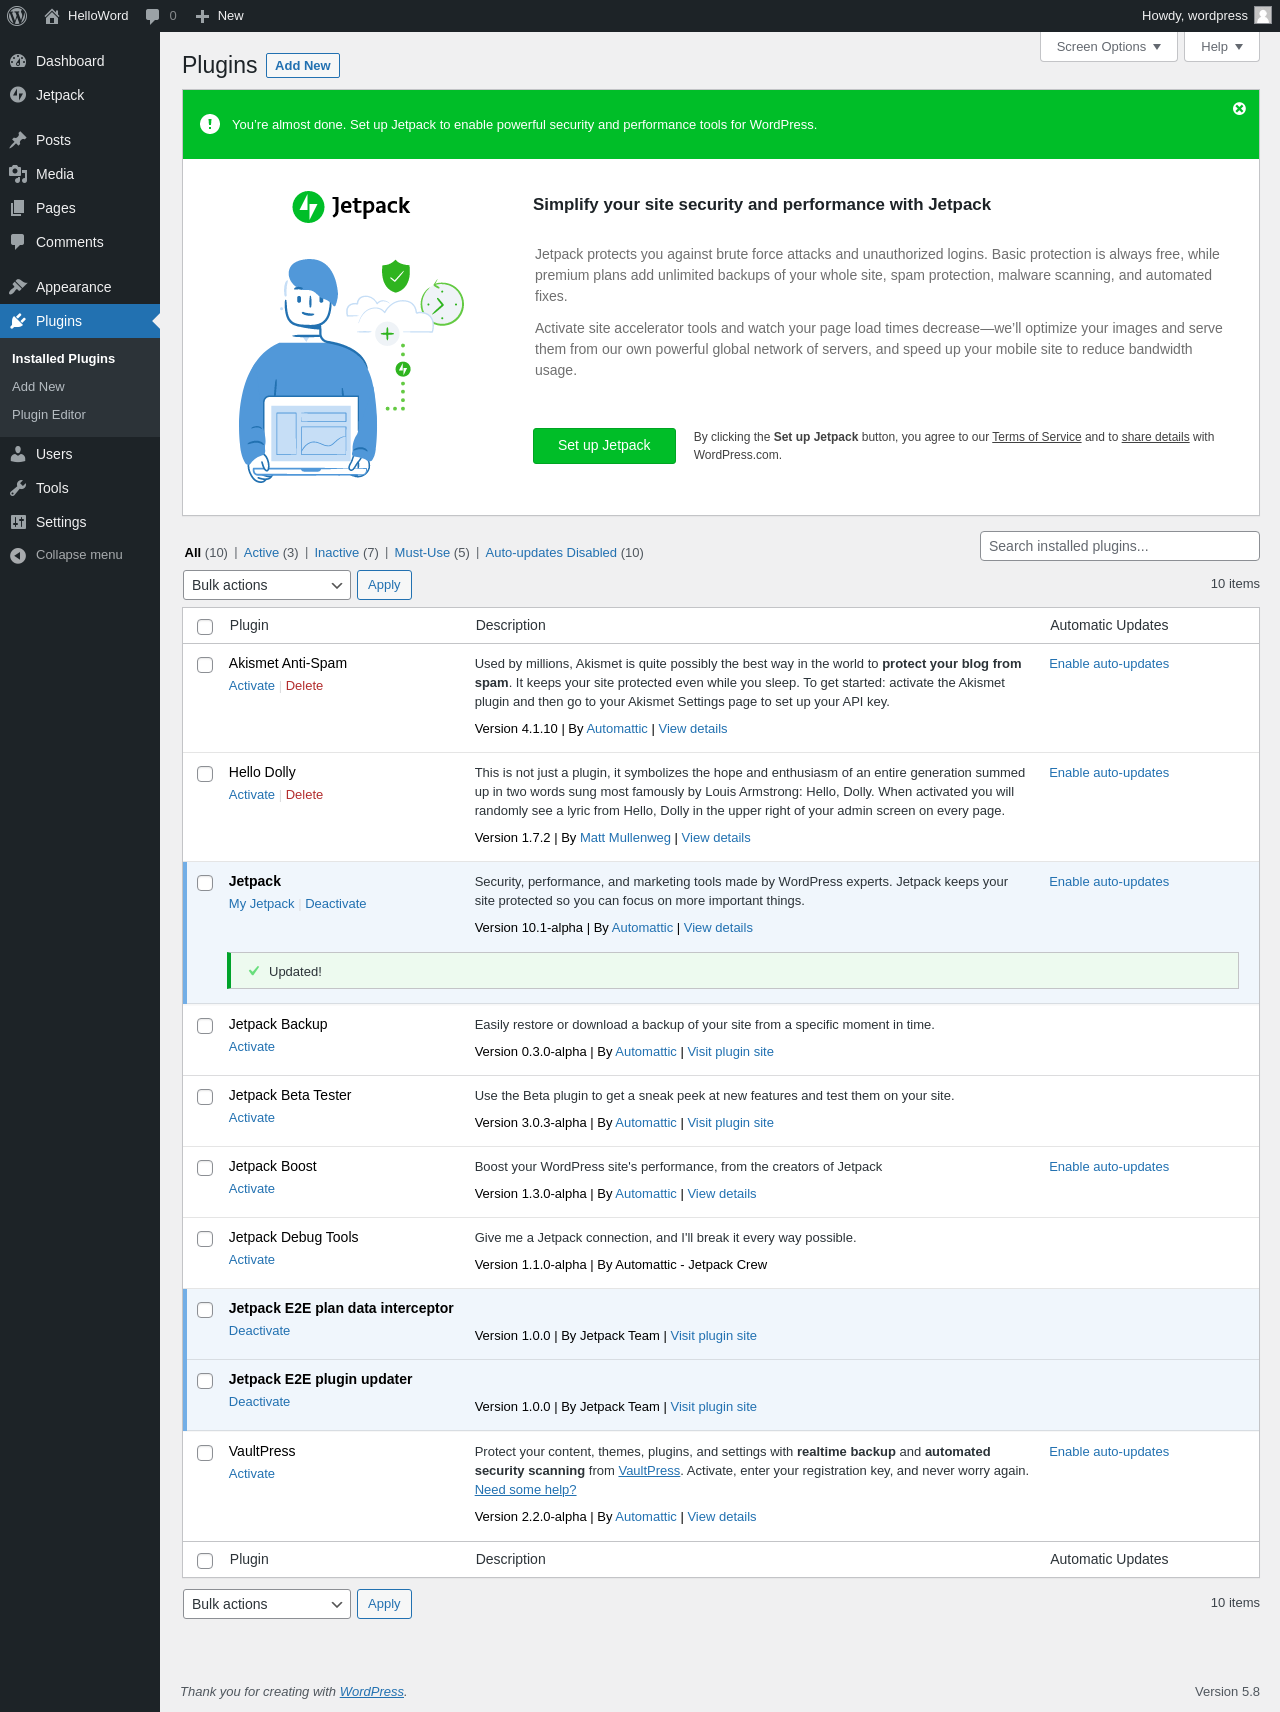 HelloWord 0 New Howdy, wordpress
Dashboard
Jetpack
Posts
Media
Pages
Comments
Appearance
Plugins
Installed Plugins
Add New
Plugin Editor
Users
Tools
Settings
Collapse menu
Screen Options Help
Plugins Add New
You're almost done. Set up Jetpack to enable powerful security and performance tools for WordPress.
Jetpack
Simplify your site security and performance with Jetpack
Jetpack protects you against brute force attacks and unauthorized logins. Basic protection is always free, while
premium plans add unlimited backups of your whole site, spam protection, malware scanning, and automated
fixes.
Activate site accelerator tools and watch your page load times decrease—we'll optimize your images and serve
them from our own powerful global network of servers, and speed up your mobile site to reduce bandwidth
usage.
Set up Jetpack
By clicking the Set up Jetpack button, you agree to our Terms of Service and to share details with
WordPress.com.
All (10) | Active (3) | Inactive (7) | Must-Use (5) | Auto-updates Disabled (10)
Search installed plugins...
Bulk actions Apply 10 items
Plugin Description Automatic Updates
Akismet Anti-Spam
Activate | Delete
Used by millions, Akismet is quite possibly the best way in the world to protect your blog from
spam. It keeps your site protected even while you sleep. To get started: activate the Akismet
plugin and then go to your Akismet Settings page to set up your API key.
Version 4.1.10 | By Automattic | View details
Enable auto-updates
Hello Dolly
Activate | Delete
This is not just a plugin, it symbolizes the hope and enthusiasm of an entire generation summed
up in two words sung most famously by Louis Armstrong: Hello, Dolly. When activated you will
randomly see a lyric from Hello, Dolly in the upper right of your admin screen on every page.
Version 1.7.2 | By Matt Mullenweg | View details
Enable auto-updates
Jetpack
My Jetpack | Deactivate
Security, performance, and marketing tools made by WordPress experts. Jetpack keeps your
site protected so you can focus on more important things.
Version 10.1-alpha | By Automattic | View details
Enable auto-updates
Updated!
Jetpack Backup
Activate
Easily restore or download a backup of your site from a specific moment in time.
Version 0.3.0-alpha | By Automattic | Visit plugin site
Jetpack Beta Tester
Activate
Use the Beta plugin to get a sneak peek at new features and test them on your site.
Version 3.0.3-alpha | By Automattic | Visit plugin site
Jetpack Boost
Activate
Boost your WordPress site's performance, from the creators of Jetpack
Version 1.3.0-alpha | By Automattic | View details
Enable auto-updates
Jetpack Debug Tools
Activate
Give me a Jetpack connection, and I'll break it every way possible.
Version 1.1.0-alpha | By Automattic - Jetpack Crew
Jetpack E2E plan data interceptor
Deactivate
Version 1.0.0 | By Jetpack Team | Visit plugin site
Jetpack E2E plugin updater
Deactivate
Version 1.0.0 | By Jetpack Team | Visit plugin site
VaultPress
Activate
Protect your content, themes, plugins, and settings with realtime backup and automated
security scanning from VaultPress. Activate, enter your registration key, and never worry again.
Need some help?
Version 2.2.0-alpha | By Automattic | View details
Enable auto-updates
Plugin Description Automatic Updates
Bulk actions Apply 10 items
Thank you for creating with WordPress. Version 5.8